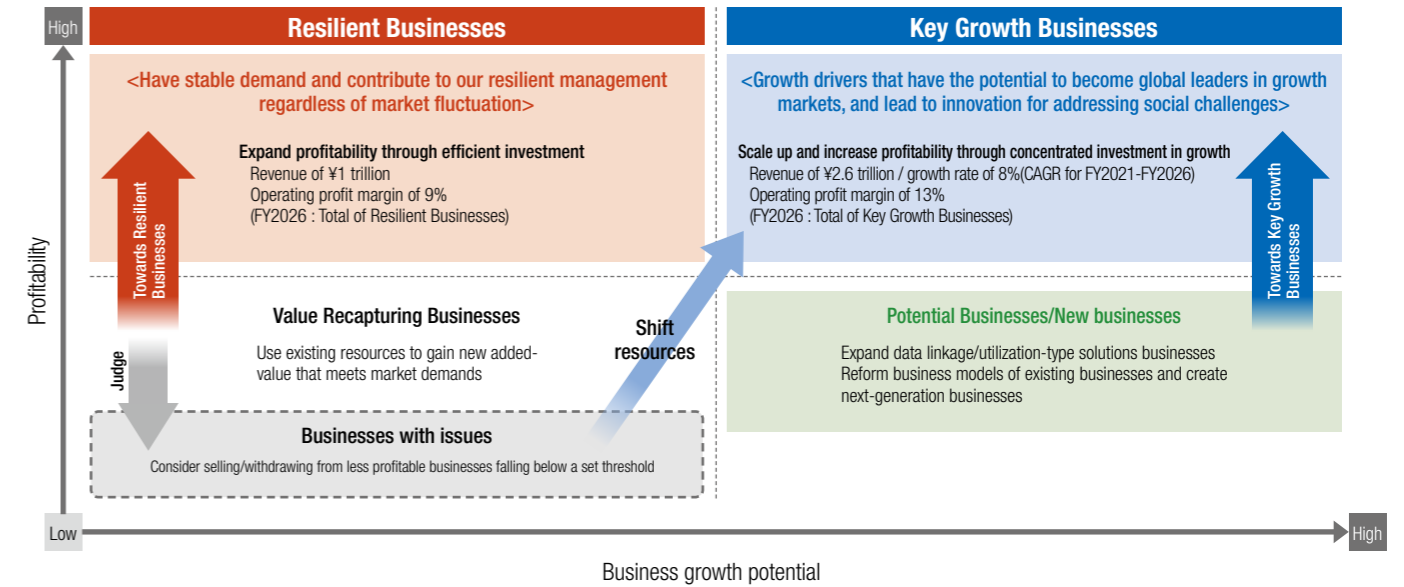 High
Resilient Businesses
Key Growth Businesses
<Have stable demand and contribute to our resilient management
regardless of market fluctuation>
<Growth drivers that have the potential to become global leaders in growth
markets, and lead to innovation for addressing social challenges>
Expand profitability through efficient investment
Revenue of ¥1 trillion
Operating profit margin of 9%
(FY2026 : Total of Resilient Businesses)
Scale up and increase profitability through concentrated investment in growth
Revenue of ¥2.6 trillion / growth rate of 8%(CAGR for FY2021-FY2026)
Operating profit margin of 13%
(FY2026 : Total of Key Growth Businesses)
Towards Resilient
Businesses
Towards Key Growth
Businesses
Profitability
Value Recapturing Businesses
Use existing resources to gain new added-
value that meets market demands
Judge
Shift
resources
Potential Businesses/New businesses
Expand data linkage/utilization-type solutions businesses
Reform business models of existing businesses and create
next-generation businesses
Businesses with issues
Consider selling/withdrawing from less profitable businesses falling below a set threshold
Low
High
Business growth potential